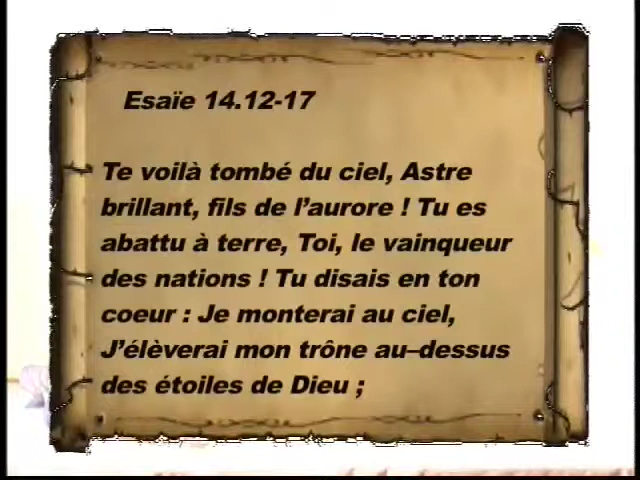 Esaïe 14.12-17
Te voilà tombé du ciel, Astre
brillant, fils de l’aurore ! Tu es
abattu à terre, Toi, le vainqueur
des nations ! Tu disais en ton
coeur : Je monterai au ciel,
J’élèverai mon trône au–dessus
des étoiles de Dieu ;